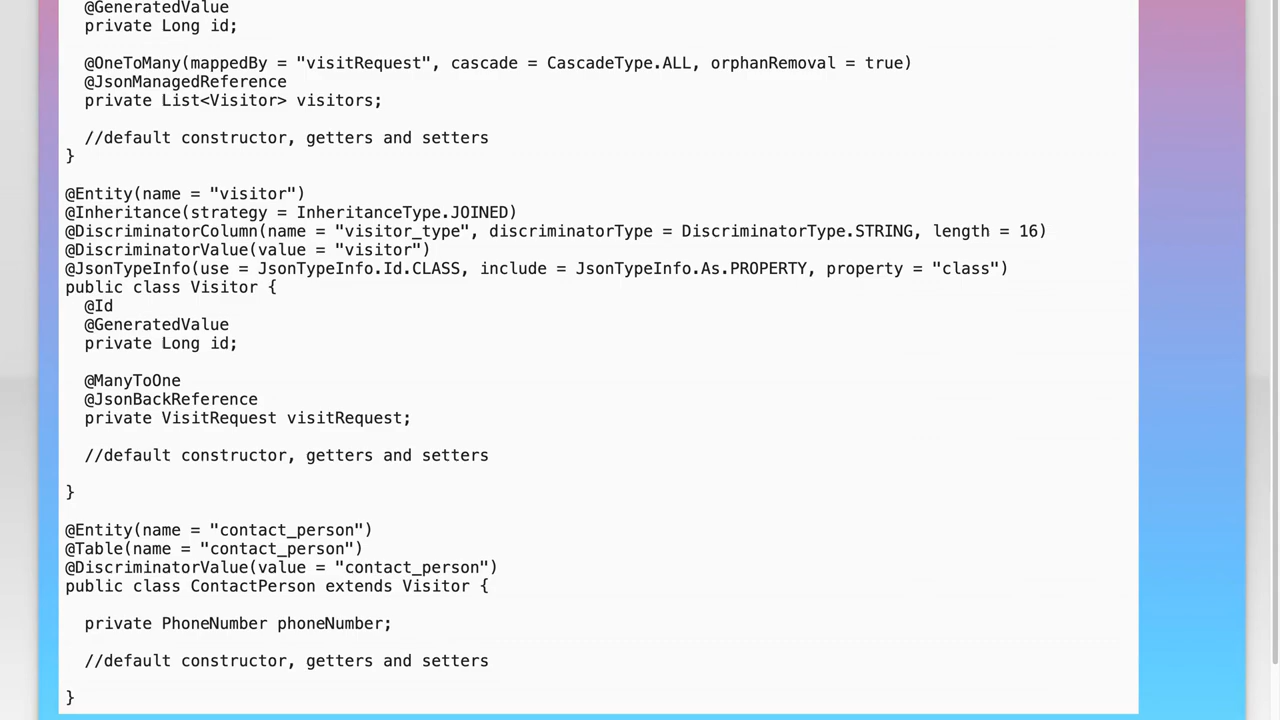 @GeneratedValue
private Long id;
@OneToMany(mappedBy = "visitRequest", cascade = CascadeType.ALL, orphanRemoval = true)
@JsonManagedReference
private List<Visitor> visitors;
//default constructor, getters and setters
}
@Entity(name = "visitor")
@Inheritance(strategy = InheritanceType.JOINED)
@DiscriminatorColumn(name = "visitor_type", discriminatorType = DiscriminatorType.STRING, length = 16)
@DiscriminatorValue(value = "visitor")
@JsonTypeInfo(use = JsonTypeInfo.Id.CLASS, include = JsonTypeInfo.As.PROPERTY, property = "class")
public class Visitor {
@Id
@GeneratedValue
private Long id;
@ManyToOne
@JsonBackReference
private VisitRequest visitRequest;
//default constructor, getters and setters
}
@Entity(name = "contact_person")
@Table(name = "contact_person")
@DiscriminatorValue(value = "contact_person")
public class ContactPerson extends Visitor {
private PhoneNumber phoneNumber;
//default constructor, getters and setters
}